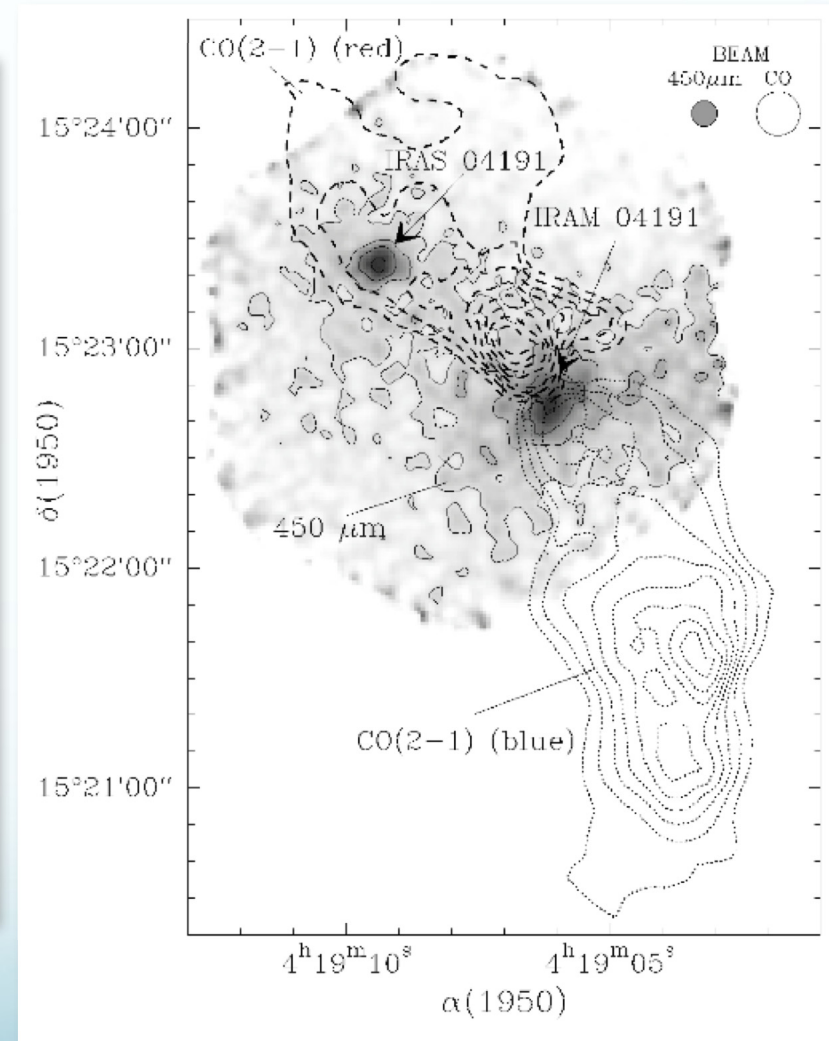 CO(2−1) (red)
BEAM
450μm CO
15°24'00"
IRAS 04191
IRAM 04191
15°23'00"
δ(1950)
450 μm
15°22'00"
CO(2−1) (blue)
15°21'00"
4ʰ19ᵐ10ˢ 4ʰ19ᵐ05ˢ
α(1950)